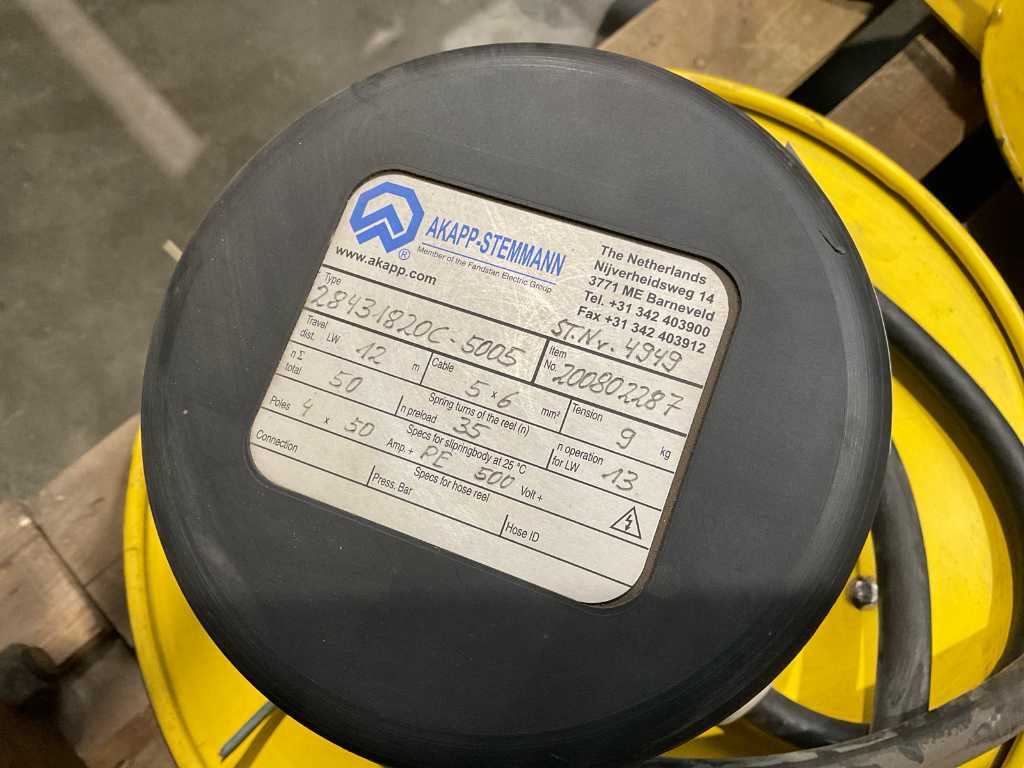 AKAPP-STEMMANN
®
Member of the Fandstan Electric Group
www.akapp.com
The Netherlands
Nijverheidsweg 14
3771 ME Barneveld
Tel. +31 342 403900
Fax +31 342 403912
Type 28431820C-5005 ST.Nr. 4949
Item No. 200802287
Travel dist. LW 12 m Cable 5 x 6 mm² Tension 9 kg
Spring turns of the reel (n)
n Σ total 50 n preload 35 n operation for LW 13
Specs for slipringbody at 25 °C
Poles 4 x 50 Amp. + PE 500 Volt +
Specs for hose reel
Connection Press. Bar Hose ID